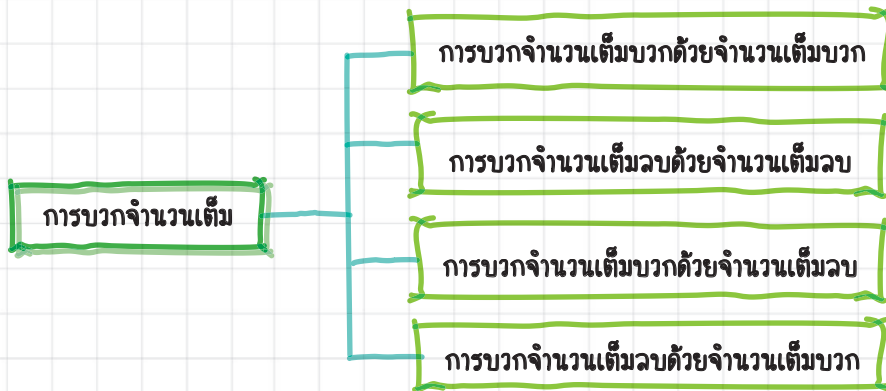 การบวกจำนวนเต็มบวกด้วยจำนวนเต็มบวก
การบวกจำนวนเต็มลบด้วยจำนวนเต็มลบ
การบวกจำนวนเต็ม
การบวกจำนวนเต็มบวกด้วยจำนวนเต็มลบ
การบวกจำนวนเต็มลบด้วยจำนวนเต็มบวก